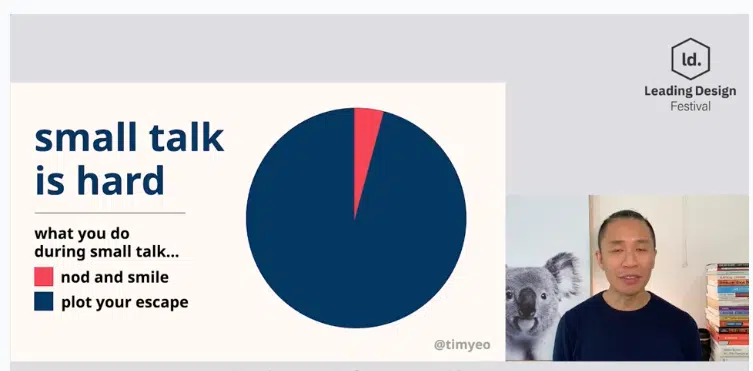 ld.
Leading Design
Festival
small talk
is hard
what you do
during small talk...
nod and smile
plot your escape
@timyeo